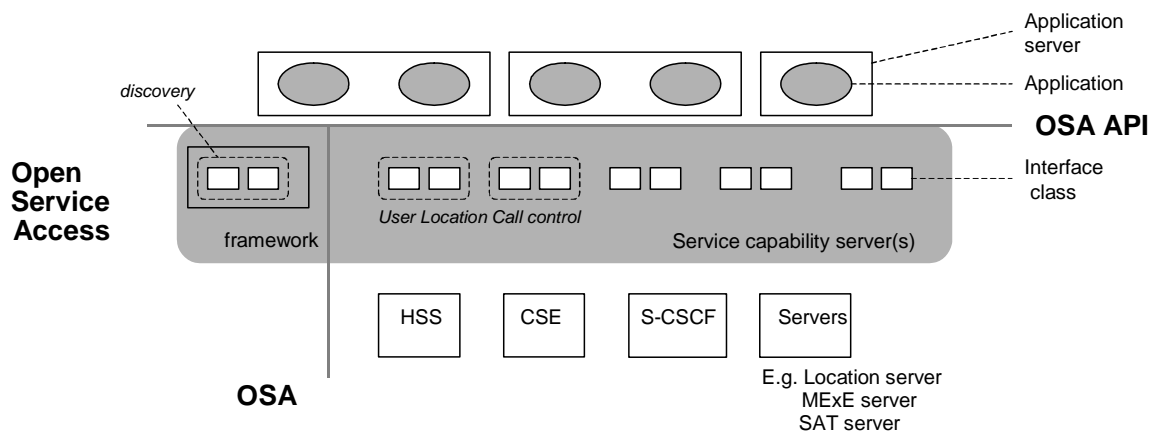 Application
server
discovery
Application
OSA API
Open
Service
Access
Interface
class
User Location Call control
framework
Service capability server(s)
HSS
CSE
S-CSCF
Servers
E.g. Location server
MExE server
SAT server
OSA